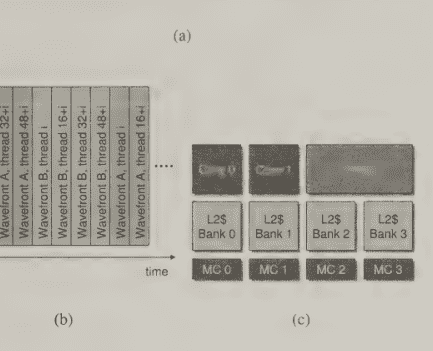 (a)
Wavefront A, thread 32+i
Wavefront A, thread 48+i
Wavefront B, thread i
Wavefront B, thread 16+i
Wavefront B, thread 32+i
Wavefront B, thread 48+i
Wavefront A, thread i
Wavefront A, thread 16+i
....
time
L2$
Bank 0
L2$
Bank 1
L2$
Bank 2
L2$
Bank 3
MC 0
MC 1
MC 2
MC 3
(b)
(c)